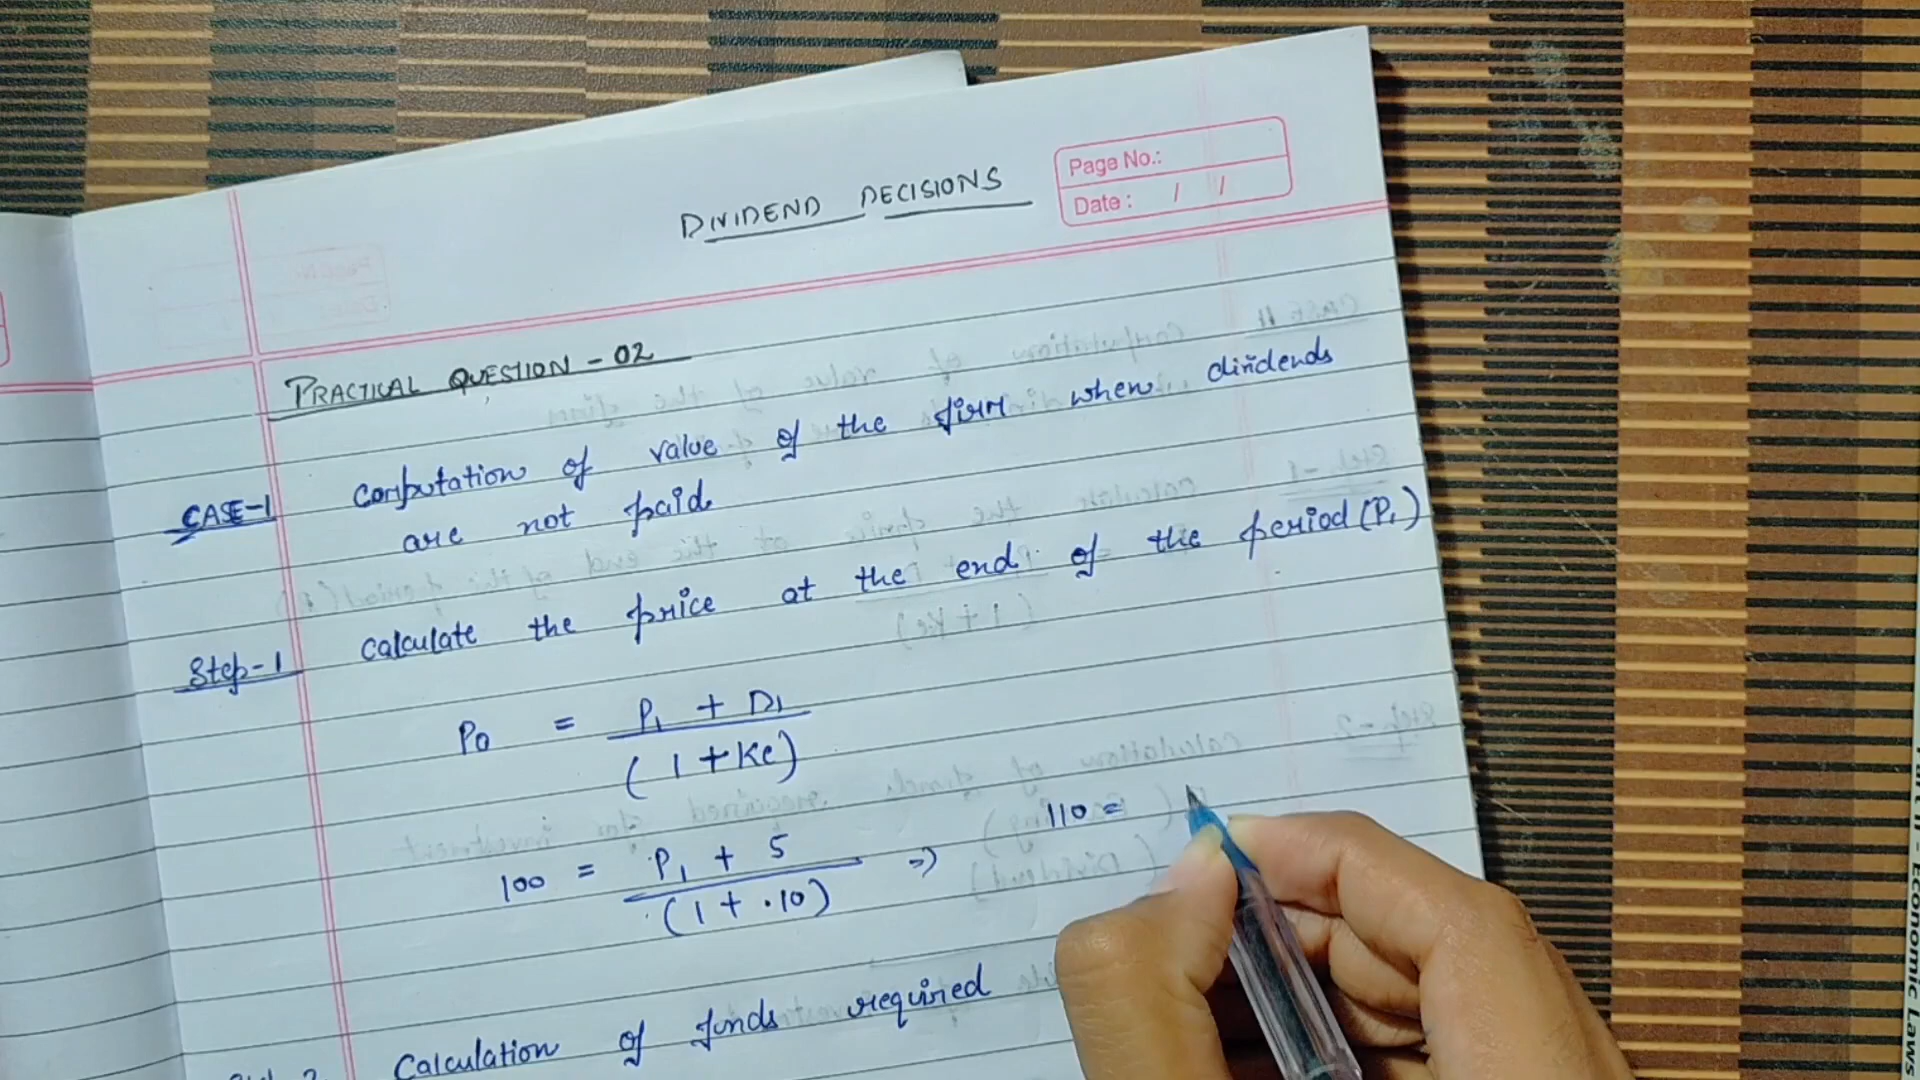 DIVIDEND DECISIONS
Page No.:
Date: / /
PRACTICAL QUESTION - 02
CASE-1 Computation of value of the firm when dividends
are not paid
Step-1 calculate the price at the end of the period (P1)
P0 = P1 + D1
(1 + Ke)
100 = P1 + 5 => 110 =
(1 + .10)
Calculation of funds required
Economic Laws